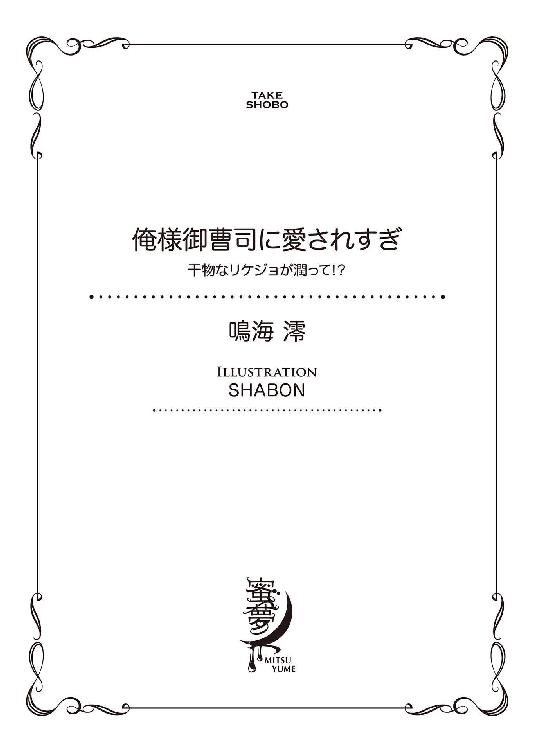 TAKE
SHOBO
俺様御曹司に愛されすぎ
干物なリケジョが潤って!?
鳴海 澪
ILLUSTRATION
SHABON
蜜夢
MITSU
YUME